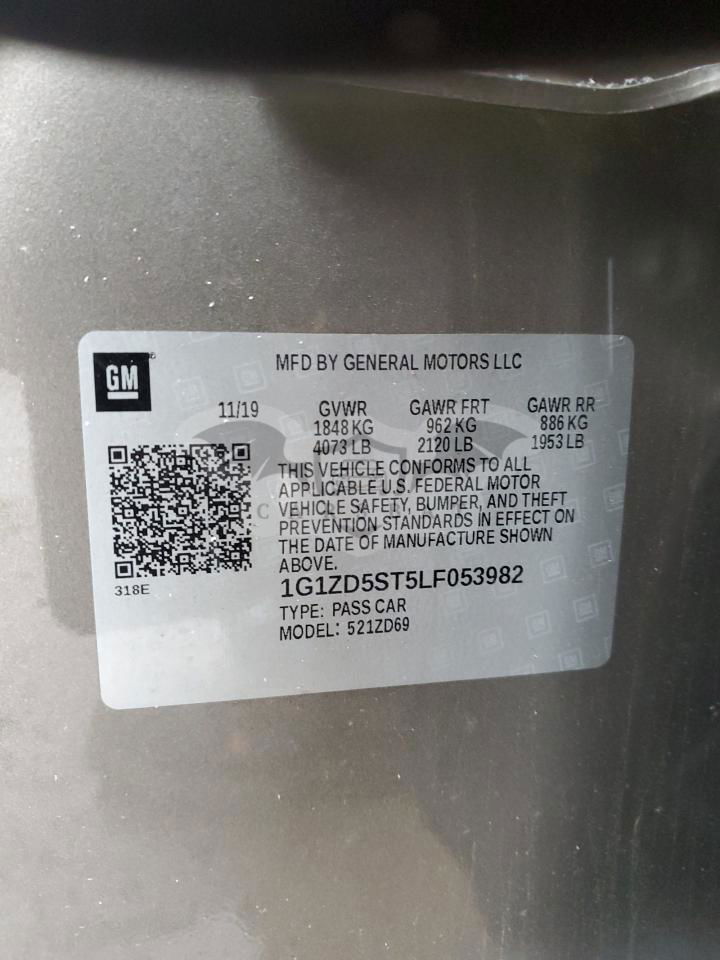 GM
MFD BY GENERAL MOTORS LLC
11/19 GVWR GAWR FRT GAWR RR
1848 KG 962 KG 886 KG
4073 LB 2120 LB 1953 LB
THIS VEHICLE CONFORMS TO ALL
APPLICABLE U.S. FEDERAL MOTOR
VEHICLE SAFETY, BUMPER, AND THEFT
PREVENTION STANDARDS IN EFFECT ON
THE DATE OF MANUFACTURE SHOWN
ABOVE.
318E
1G1ZD5ST5LF053982
TYPE: PASS CAR
MODEL: 521ZD69